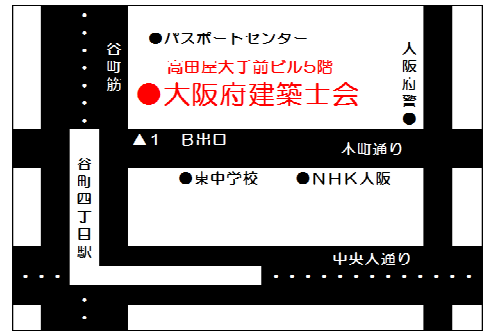 ●パスポートセンター
谷町筋
高田屋大手前ビル5階
●大阪府建築士会
大阪府警●
▲1 B出口
本町通り
谷町四丁目駅
●東中学校
●NHK大阪
中央大通り